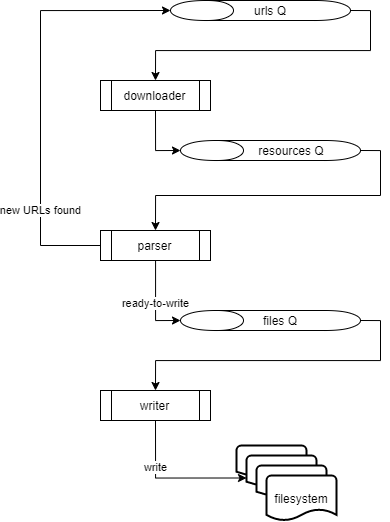 urls Q
downloader
resources Q
new URLs found
parser
ready-to-write
files Q
writer
write
filesystem